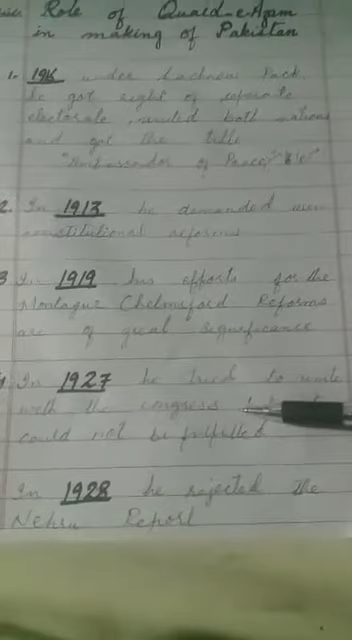 Role of Quaid-e-Azam
in making of Pakistan
1. 1916 under Lucknow Pact
he got right of separate
electorate, united both nations
and got the title
"Ambassador of Peace"
2. In 1913 he demanded
constitutional reforms
3 In 1919 his efforts for the
Montague Chelmsford Reforms
are of great significance
In 1927 he tried to unite
with the congress
could not be fulfilled
In 1928 he rejected the
Nehru Report